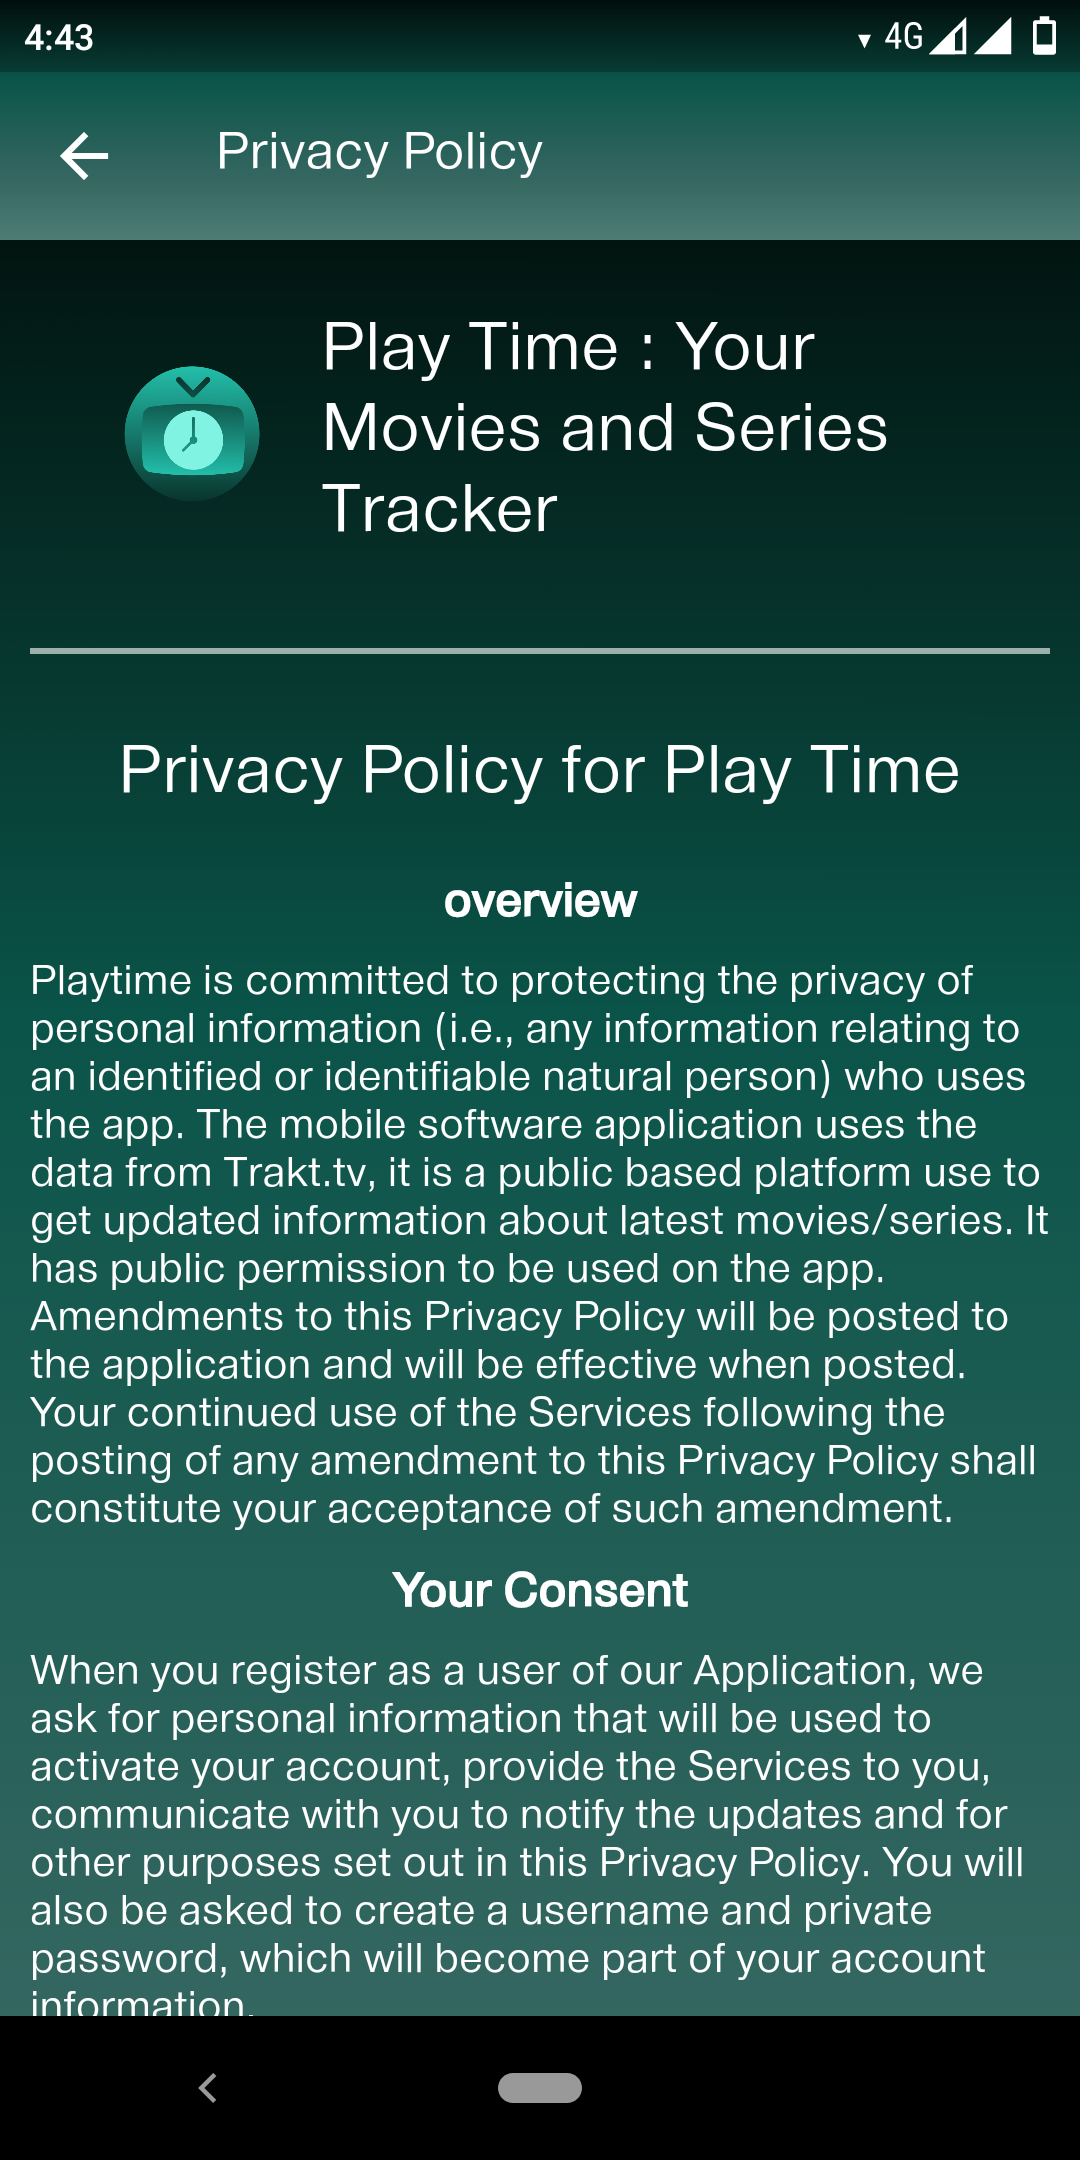 4:43
4G
Privacy Policy
Play Time : Your
Movies and Series
Tracker
Privacy Policy for Play Time
overview
Playtime is committed to protecting the privacy of
personal information (i.e., any information relating to
an identified or identifiable natural person) who uses
the app. The mobile software application uses the
data from Trakt.tv, it is a public based platform use to
get updated information about latest movies/series. It
has public permission to be used on the app.
Amendments to this Privacy Policy will be posted to
the application and will be effective when posted.
Your continued use of the Services following the
posting of any amendment to this Privacy Policy shall
constitute your acceptance of such amendment.
Your Consent
When you register as a user of our Application, we
ask for personal information that will be used to
activate your account, provide the Services to you,
communicate with you to notify the updates and for
other purposes set out in this Privacy Policy. You will
also be asked to create a username and private
password, which will become part of your account
information.